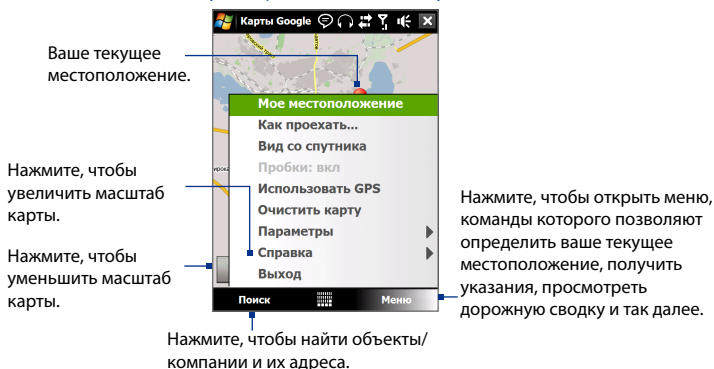 Карты Google
Ваше текущее
местоположение.
Мое местоположение
Как проехать...
Вид со спутника
Пробки: вкл
Использовать GPS
Очистить карту
Параметры
Справка
Выход
Поиск
Меню
Нажмите, чтобы
увеличить масштаб
карты.
Нажмите, чтобы
уменьшить масштаб
карты.
Нажмите, чтобы открыть меню,
команды которого позволяют
определить ваше текущее
местоположение, получить
указания, просмотреть
дорожную сводку и так далее.
Нажмите, чтобы найти объекты/
компании и их адреса.